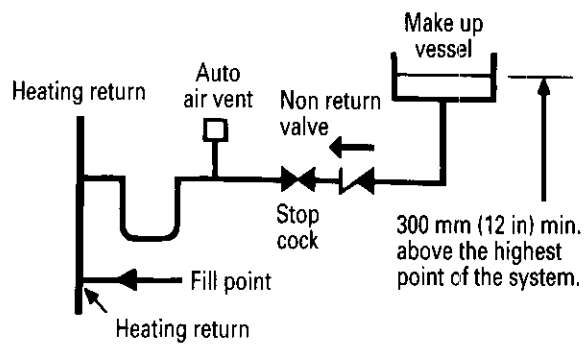 Make up
vessel
Auto
air vent
Heating return
Non return
valve
Stop
cock
300 mm (12 in) min.
above the highest
point of the system.
Fill point
Heating return